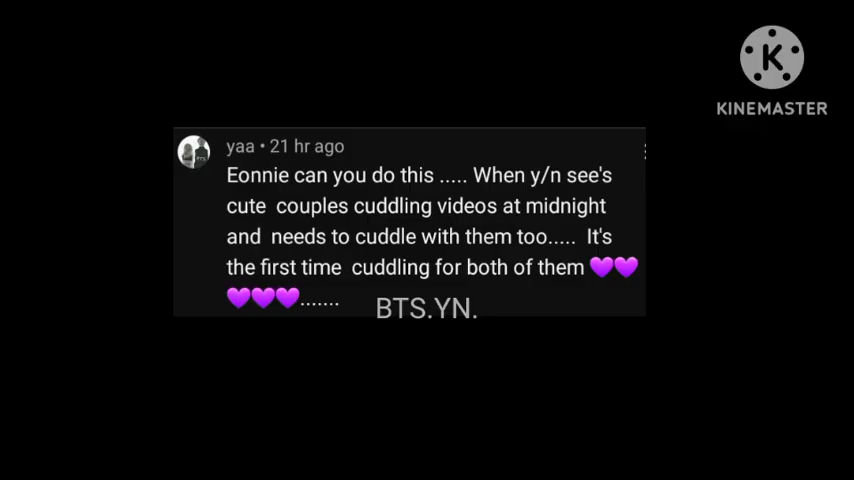 KINEMASTER
yaa • 21 hr ago
Eonnie can you do this ..... When y/n see's
cute couples cuddling videos at midnight
and needs to cuddle with them too..... It's
the first time cuddling for both of them 💜💜
💜💜💜.......
BTS.YN.